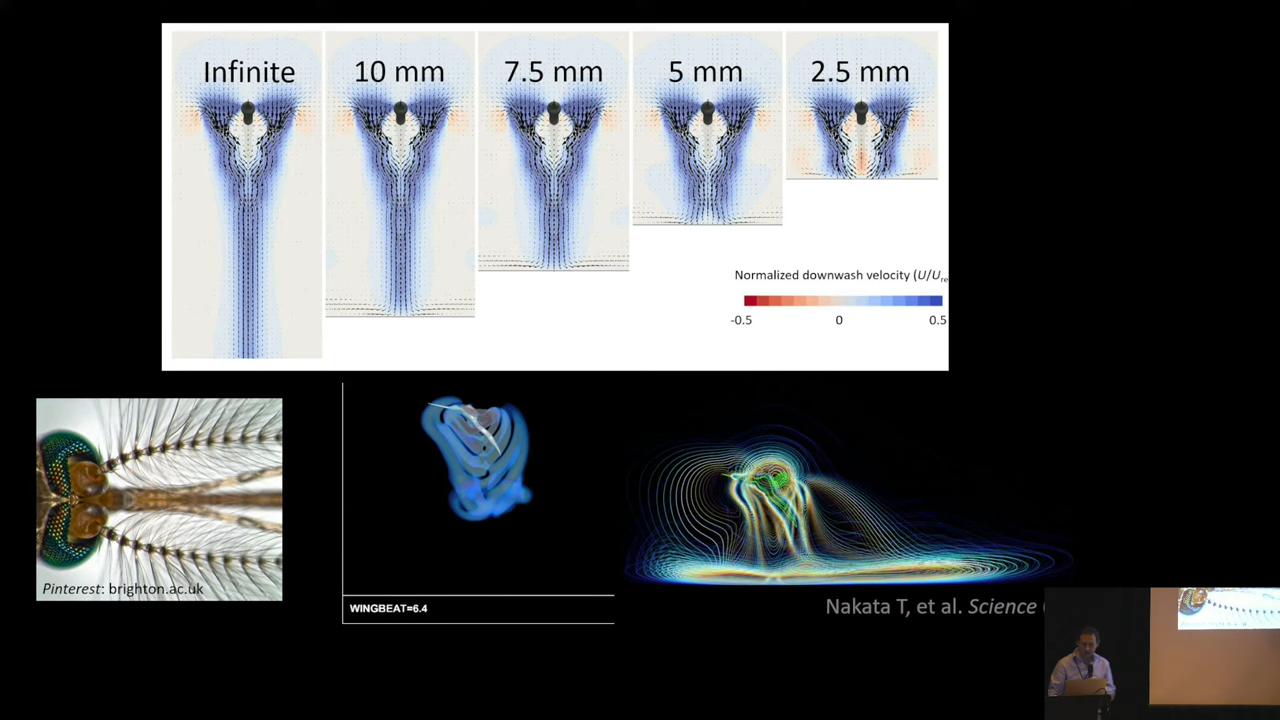 Infinite
10 mm
7.5 mm
5 mm
2.5 mm
Normalized downwash velocity (U/Ure
-0.5
0
0.5
Pinterest: brighton.ac.uk
WINGBEAT=6.4
Nakata T, et al. Science